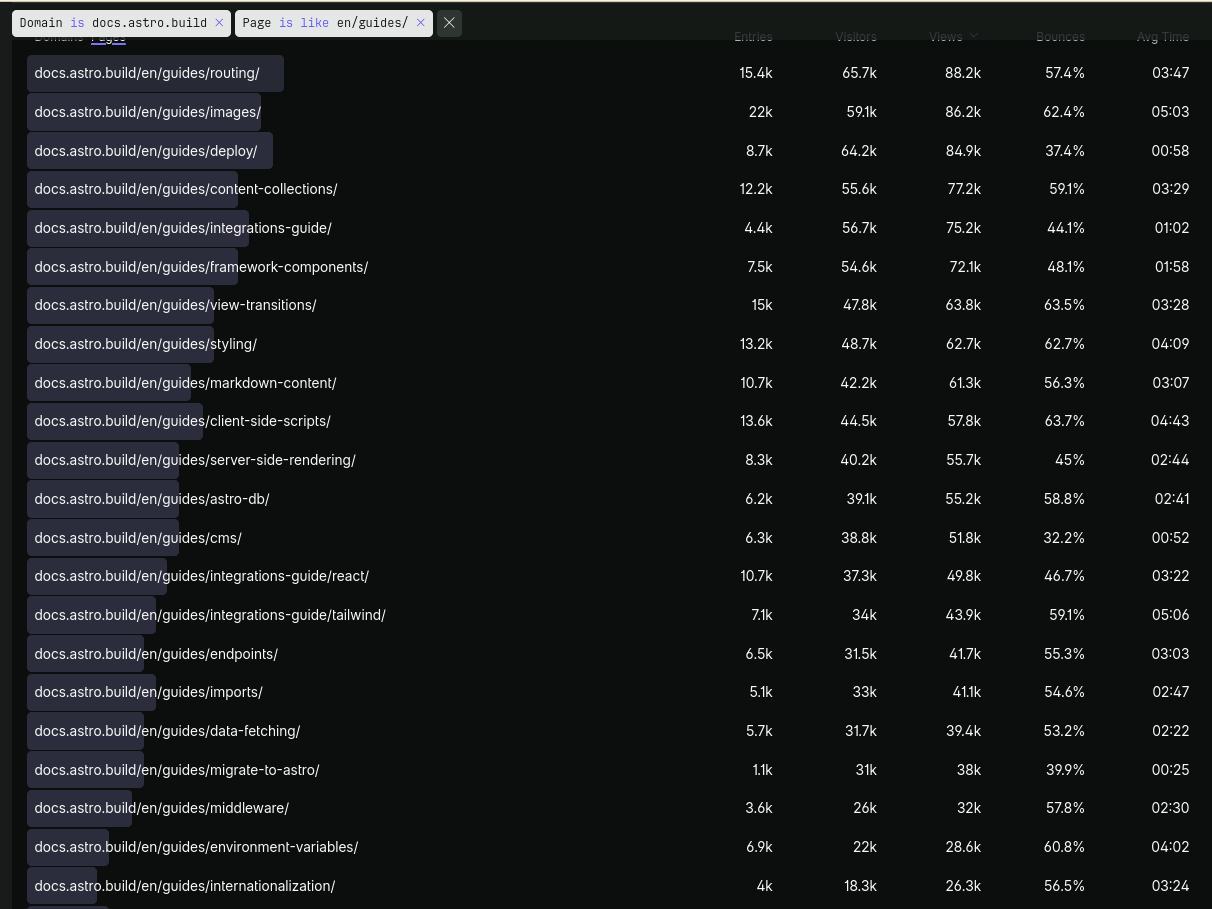 Domain is docs.astro.build × Page is like en/guides/ ×
Domains Pages Entries Visitors Views Bounces Avg Time
docs.astro.build/en/guides/routing/ 15.4k 65.7k 88.2k 57.4% 03:47
docs.astro.build/en/guides/images/ 22k 59.1k 86.2k 62.4% 05:03
docs.astro.build/en/guides/deploy/ 8.7k 64.2k 84.9k 37.4% 00:58
docs.astro.build/en/guides/content-collections/ 12.2k 55.6k 77.2k 59.1% 03:29
docs.astro.build/en/guides/integrations-guide/ 4.4k 56.7k 75.2k 44.1% 01:02
docs.astro.build/en/guides/framework-components/ 7.5k 54.6k 72.1k 48.1% 01:58
docs.astro.build/en/guides/view-transitions/ 15k 47.8k 63.8k 63.5% 03:28
docs.astro.build/en/guides/styling/ 13.2k 48.7k 62.7k 62.7% 04:09
docs.astro.build/en/guides/markdown-content/ 10.7k 42.2k 61.3k 56.3% 03:07
docs.astro.build/en/guides/client-side-scripts/ 13.6k 44.5k 57.8k 63.7% 04:43
docs.astro.build/en/guides/server-side-rendering/ 8.3k 40.2k 55.7k 45% 02:44
docs.astro.build/en/guides/astro-db/ 6.2k 39.1k 55.2k 58.8% 02:41
docs.astro.build/en/guides/cms/ 6.3k 38.8k 51.8k 32.2% 00:52
docs.astro.build/en/guides/integrations-guide/react/ 10.7k 37.3k 49.8k 46.7% 03:22
docs.astro.build/en/guides/integrations-guide/tailwind/ 7.1k 34k 43.9k 59.1% 05:06
docs.astro.build/en/guides/endpoints/ 6.5k 31.5k 41.7k 55.3% 03:03
docs.astro.build/en/guides/imports/ 5.1k 33k 41.1k 54.6% 02:47
docs.astro.build/en/guides/data-fetching/ 5.7k 31.7k 39.4k 53.2% 02:22
docs.astro.build/en/guides/migrate-to-astro/ 1.1k 31k 38k 39.9% 00:25
docs.astro.build/en/guides/middleware/ 3.6k 26k 32k 57.8% 02:30
docs.astro.build/en/guides/environment-variables/ 6.9k 22k 28.6k 60.8% 04:02
docs.astro.build/en/guides/internationalization/ 4k 18.3k 26.3k 56.5% 03:24